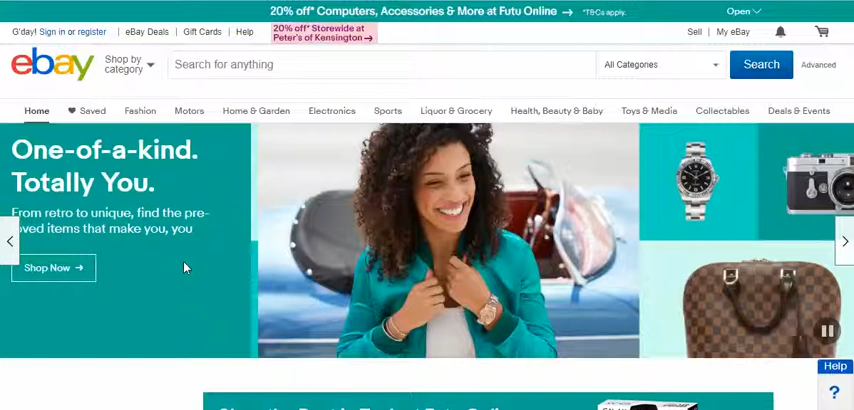 20% off* Computers, Accessories & More at Futu Online → *T&Cs apply. Open
G'day! Sign in or register | eBay Deals | Gift Cards | Help
20% off* Storewide at
Peter's of Kensington →
Sell | My eBay
ebay
Shop by
category
Search for anything
All Categories
Search
Advanced
Home Saved Fashion Motors Home & Garden Electronics Sports Liquor & Grocery Health, Beauty & Baby Toys & Media Collectables Deals & Events
One-of-a-kind.
Totally You.
From retro to unique, find the pre-
oved items that make you, you
Shop Now →
Help
?